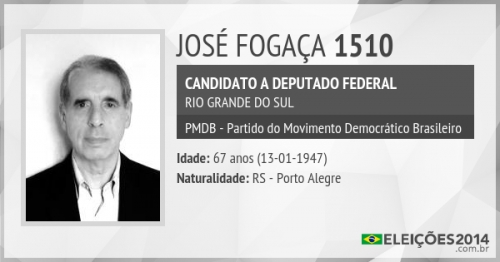 JOSÉ FOGAÇA 1510
CANDIDATO A DEPUTADO FEDERAL
RIO GRANDE DO SUL
PMDB - Partido do Movimento Democrático Brasileiro
Idade: 67 anos (13-01-1947)
Naturalidade: RS - Porto Alegre
ELEIÇÕES2014
.com.br